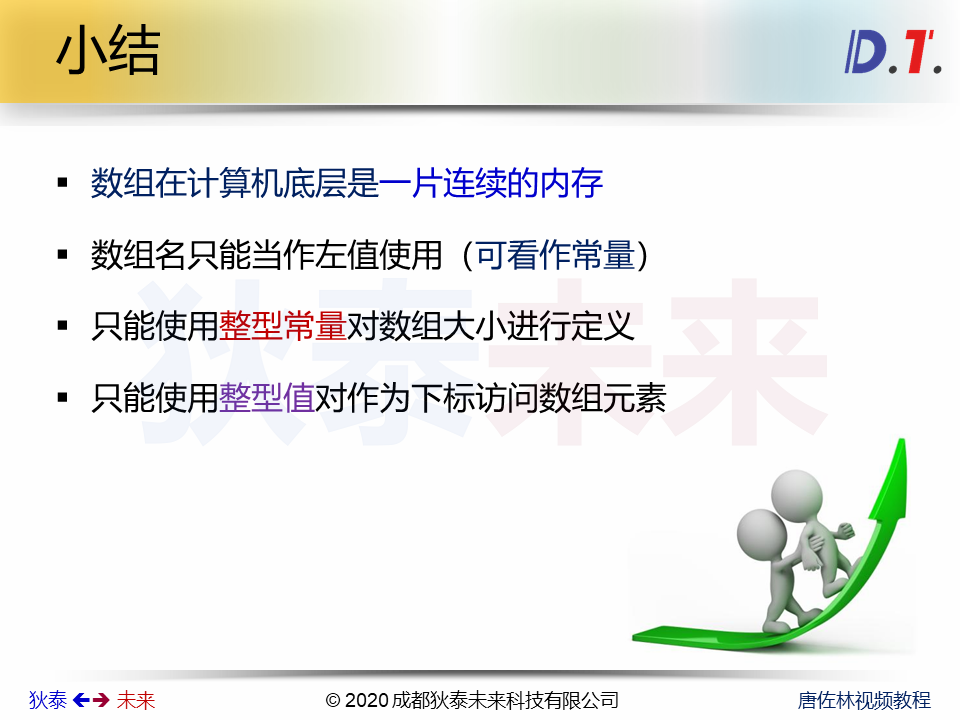 小结
D.T.
▪ 数组在计算机底层是一片连续的内存
▪ 数组名只能当作左值使用（可看作常量）
▪ 只能使用整型常量对数组大小进行定义
▪ 只能使用整型值对作为下标访问数组元素
狄泰未来
狄泰 ←→ 未来
© 2020 成都狄泰未来科技有限公司
唐佐林视频教程